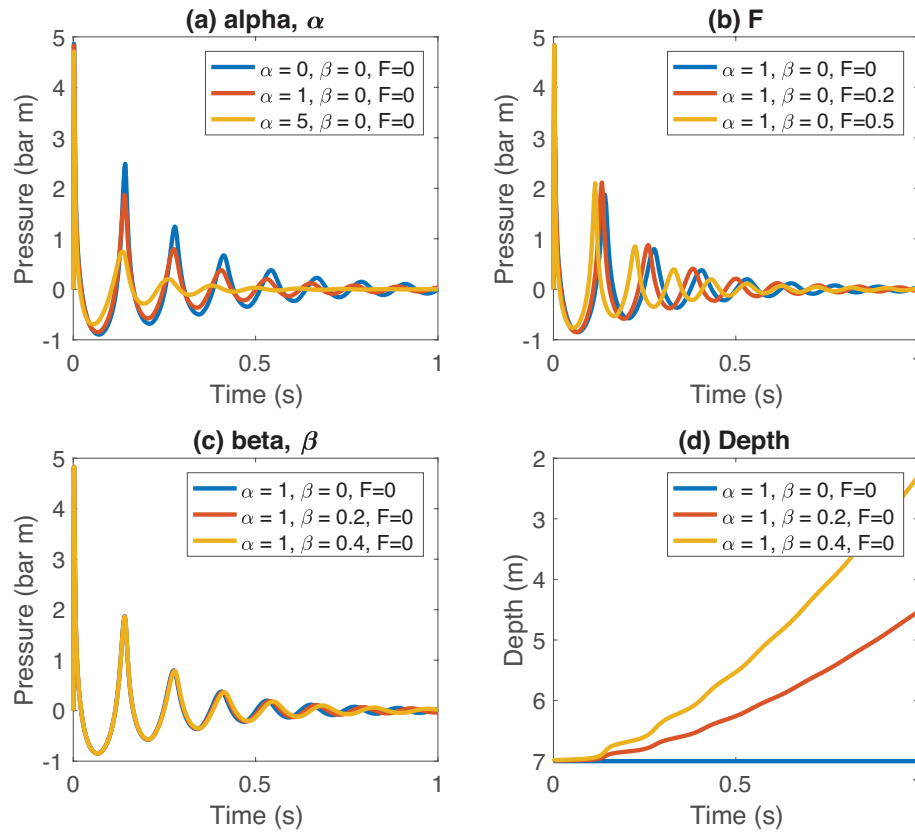 (a) alpha, α
5
4
3
2
1
0
-1
Pressure (bar m)
α = 0, β = 0, F=0
α = 1, β = 0, F=0
α = 5, β = 0, F=0
0
0.5
1
Time (s)
(b) F
5
4
3
2
1
0
-1
Pressure (bar m)
α = 1, β = 0, F=0
α = 1, β = 0, F=0.2
α = 1, β = 0, F=0.5
0
0.5
1
Time (s)
(c) beta, β
5
4
3
2
1
0
-1
Pressure (bar m)
α = 1, β = 0, F=0
α = 1, β = 0.2, F=0
α = 1, β = 0.4, F=0
0
0.5
1
Time (s)
(d) Depth
2
3
4
5
6
7
Depth (m)
α = 1, β = 0, F=0
α = 1, β = 0.2, F=0
α = 1, β = 0.4, F=0
0
0.5
1
Time (s)